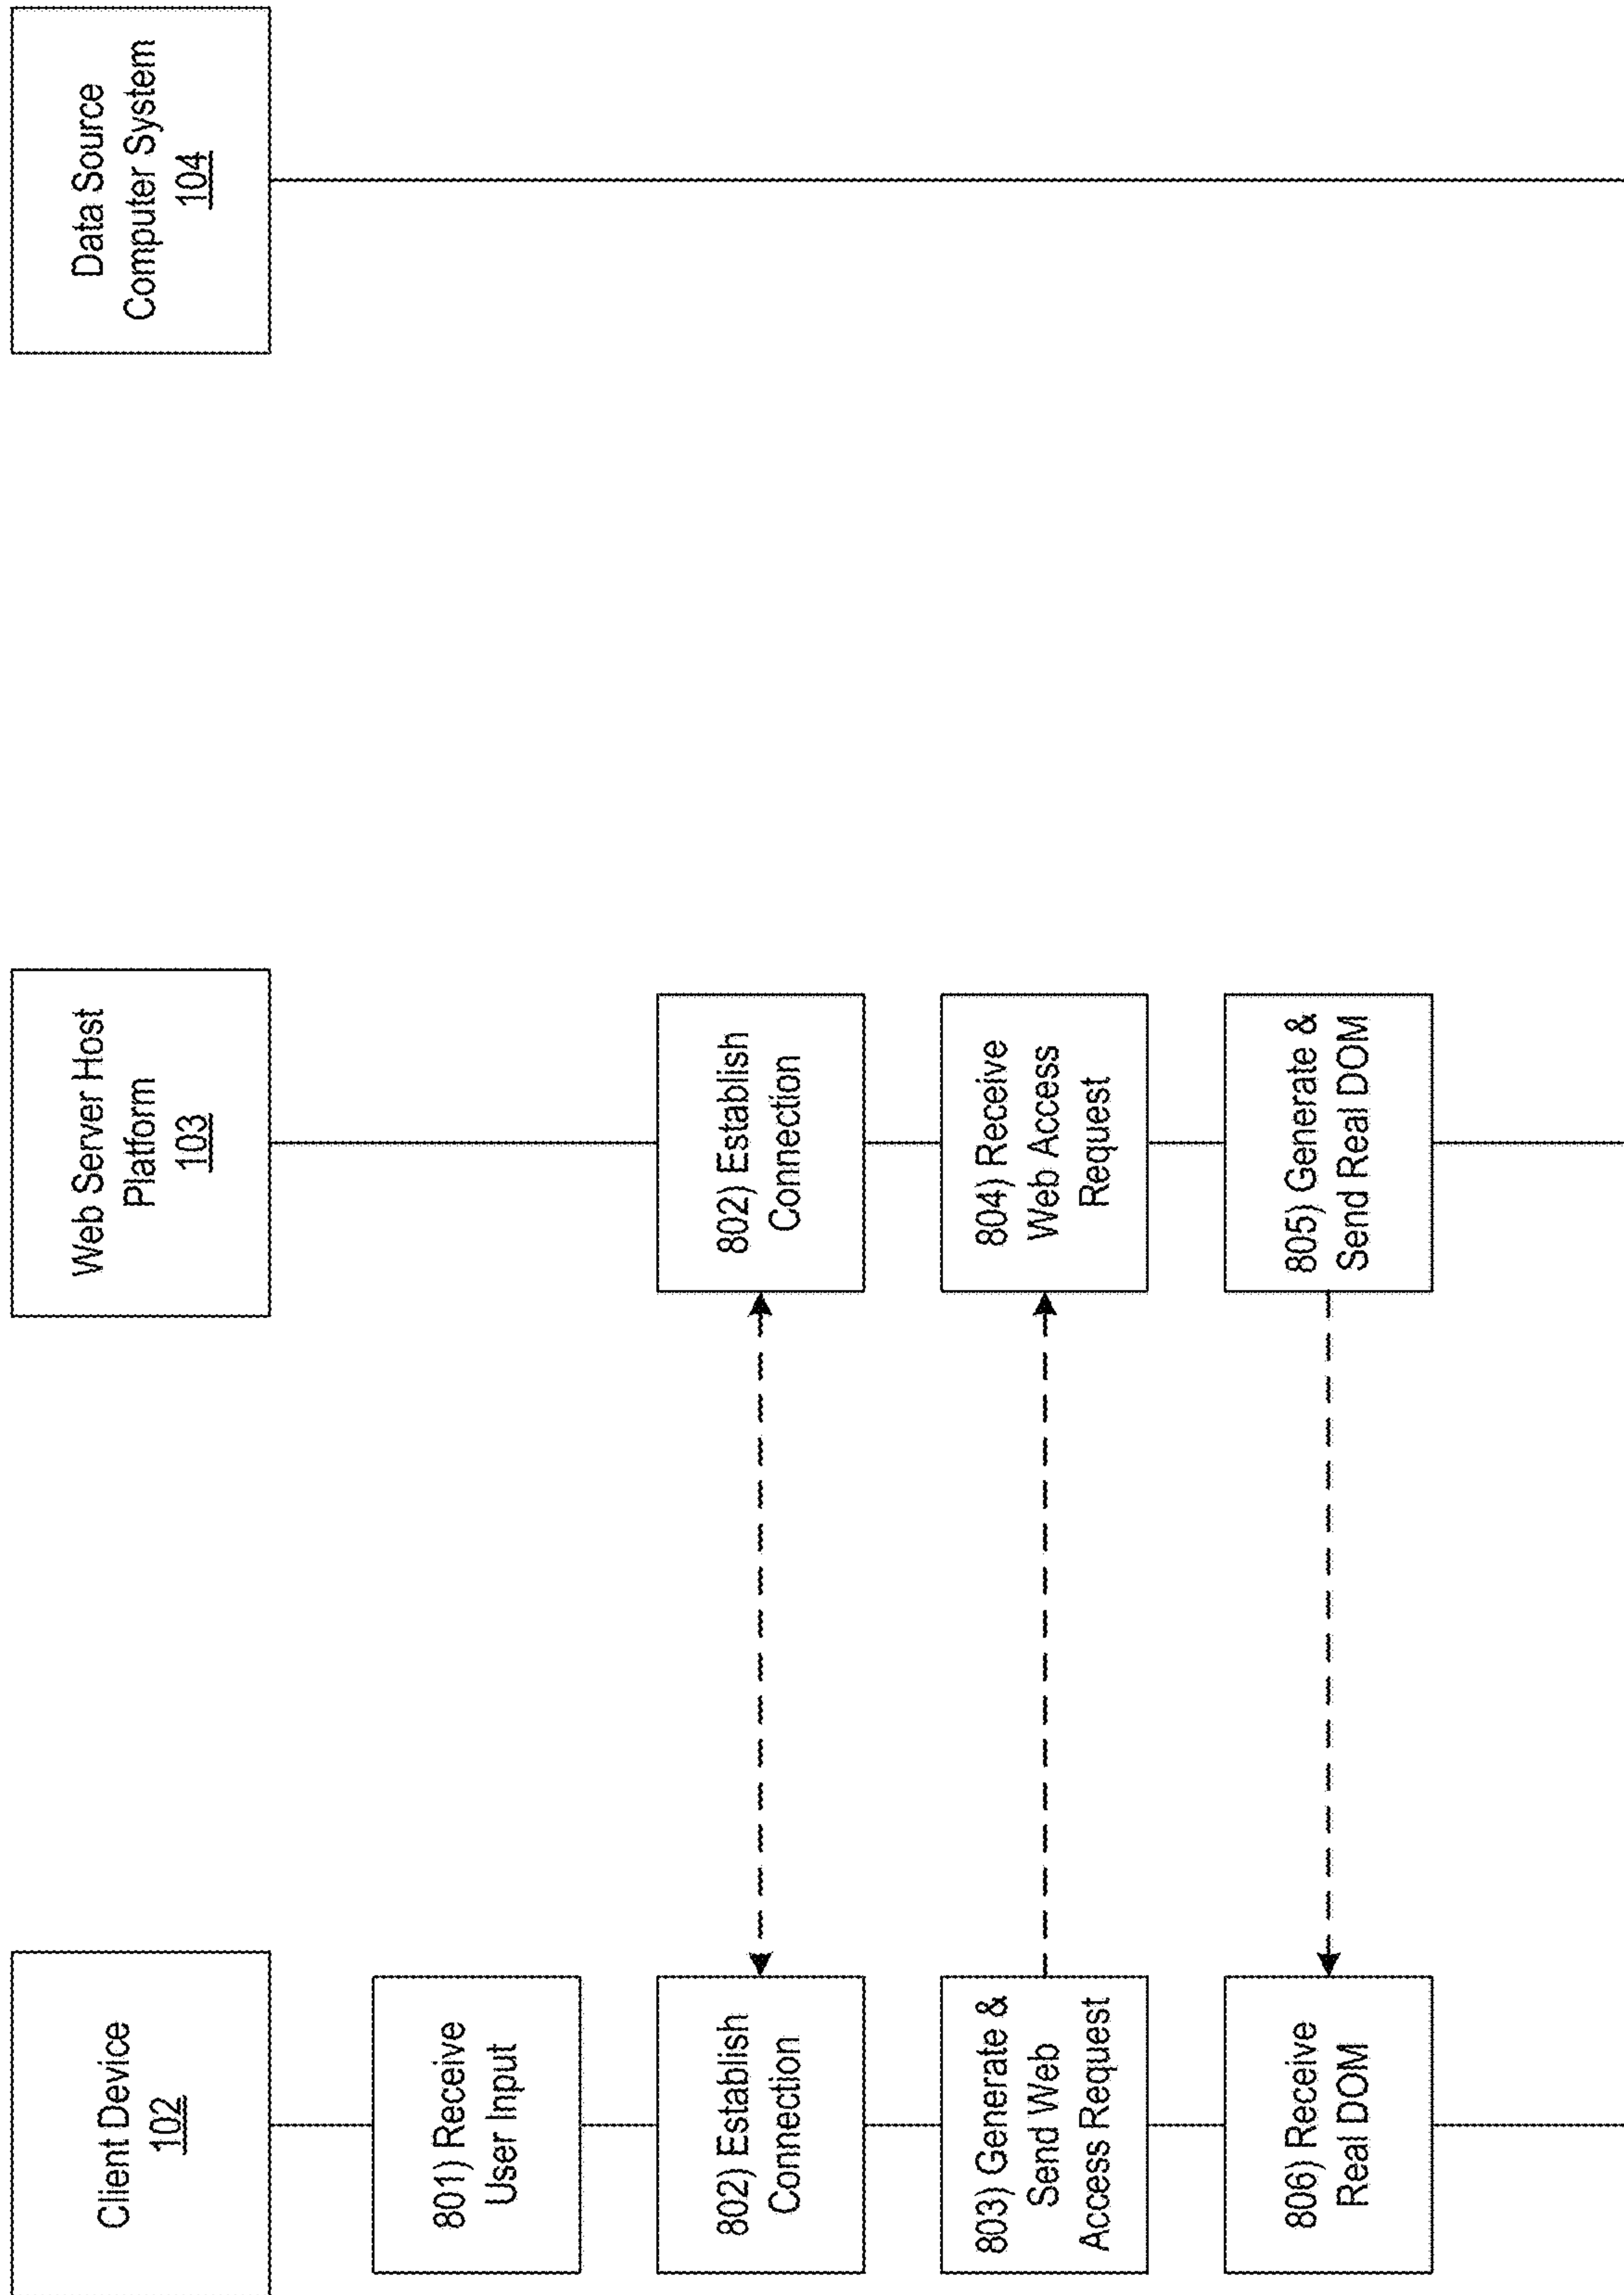 Client Device
102
Web Server Host
Platform
103
Data Source
Computer System
104
801) Receive
User Input
802) Establish
Connection
802) Establish
Connection
803) Generate &
Send Web
Access Request
804) Receive
Web Access
Request
805) Generate &
Send Real DOM
806) Receive
Real DOM